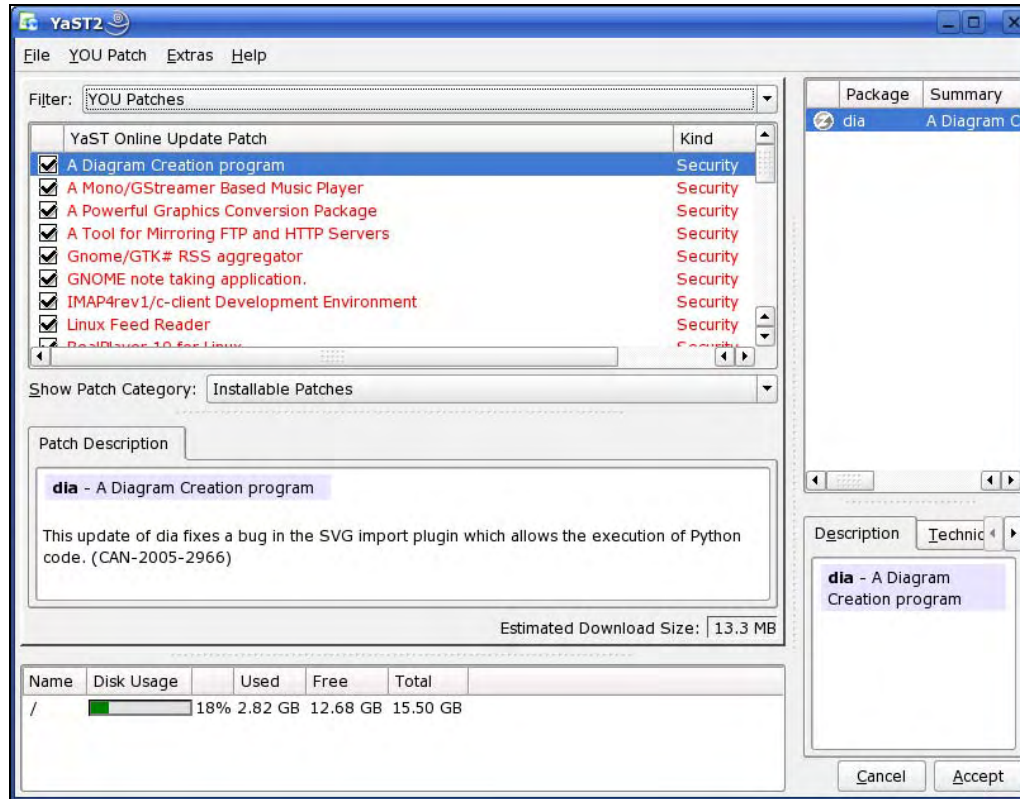 YaST2
File YOU Patch Extras Help
Filter: YOU Patches
YaST Online Update Patch Kind
A Diagram Creation program Security
A Mono/GStreamer Based Music Player Security
A Powerful Graphics Conversion Package Security
A Tool for Mirroring FTP and HTTP Servers Security
Gnome/GTK# RSS aggregator Security
GNOME note taking application. Security
IMAP4rev1/c-client Development Environment Security
Linux Feed Reader Security
RealPlayer 10 for Linux Security
Show Patch Category: Installable Patches
Patch Description
dia - A Diagram Creation program
This update of dia fixes a bug in the SVG import plugin which allows the execution of Python
code. (CAN-2005-2966)
Estimated Download Size: 13.3 MB
Name Disk Usage Used Free Total
/ 18% 2.82 GB 12.68 GB 15.50 GB
Package Summary
dia A Diagram C
Description Technic
dia - A Diagram
Creation program
Cancel Accept